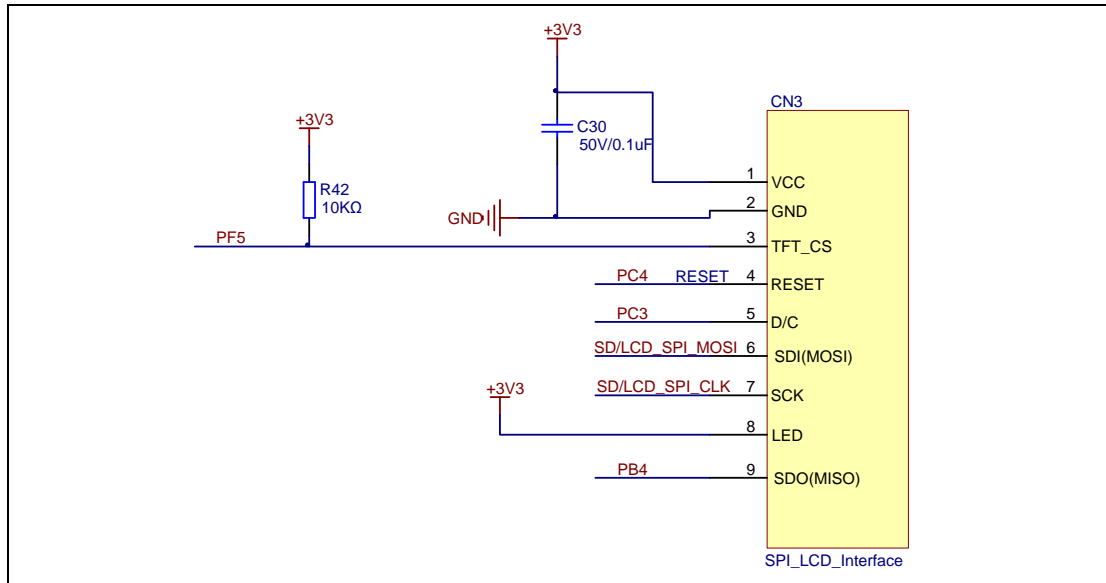 +3V3
CN3
+3V3
C30
50V/0.1uF
1 VCC
R42
10KΩ
2 GND
GND
PF5
3 TFT_CS
PC4 RESET 4 RESET
PC3 5 D/C
SD/LCD_SPI_MOSI 6 SDI(MOSI)
SD/LCD_SPI_CLK 7 SCK
+3V3
8 LED
PB4 9 SDO(MISO)
SPI_LCD_Interface